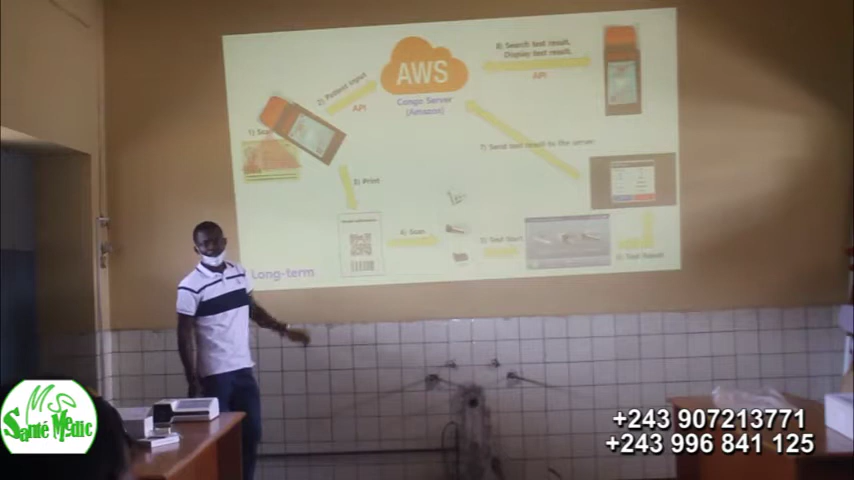 AWS
Congo Server
(Amazon)
2) Patient Input
API
8) Search test result,
Display test result.
API
7) Send test result to the server
3) Print
4) Scan
5) Test Start
6) Test Result
Long-term
MS
Santé Medic
+243 907213771
+243 996 841 125